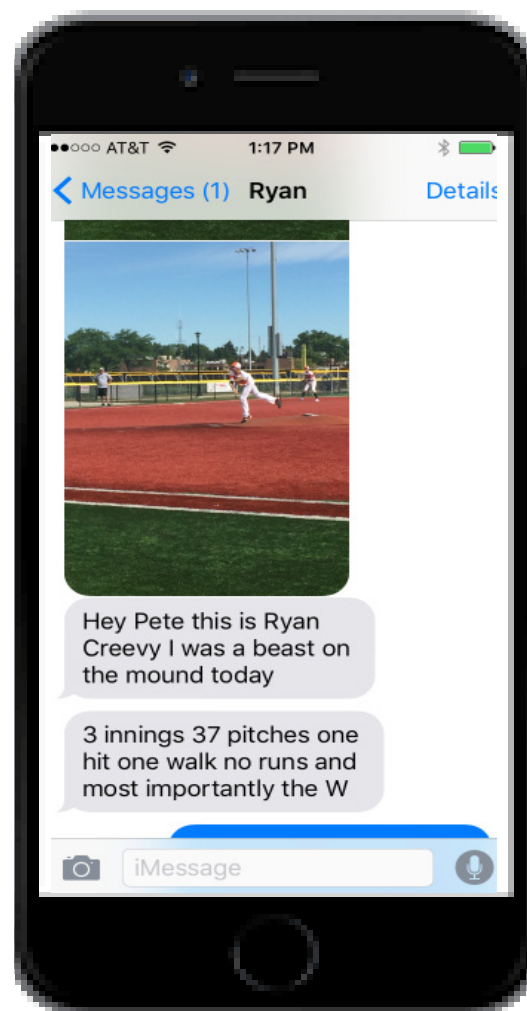 AT&T 1:17 PM
Messages (1) Ryan Details
Hey Pete this is Ryan
Creevy I was a beast on
the mound today
3 innings 37 pitches one
hit one walk no runs and
most importantly the W
iMessage